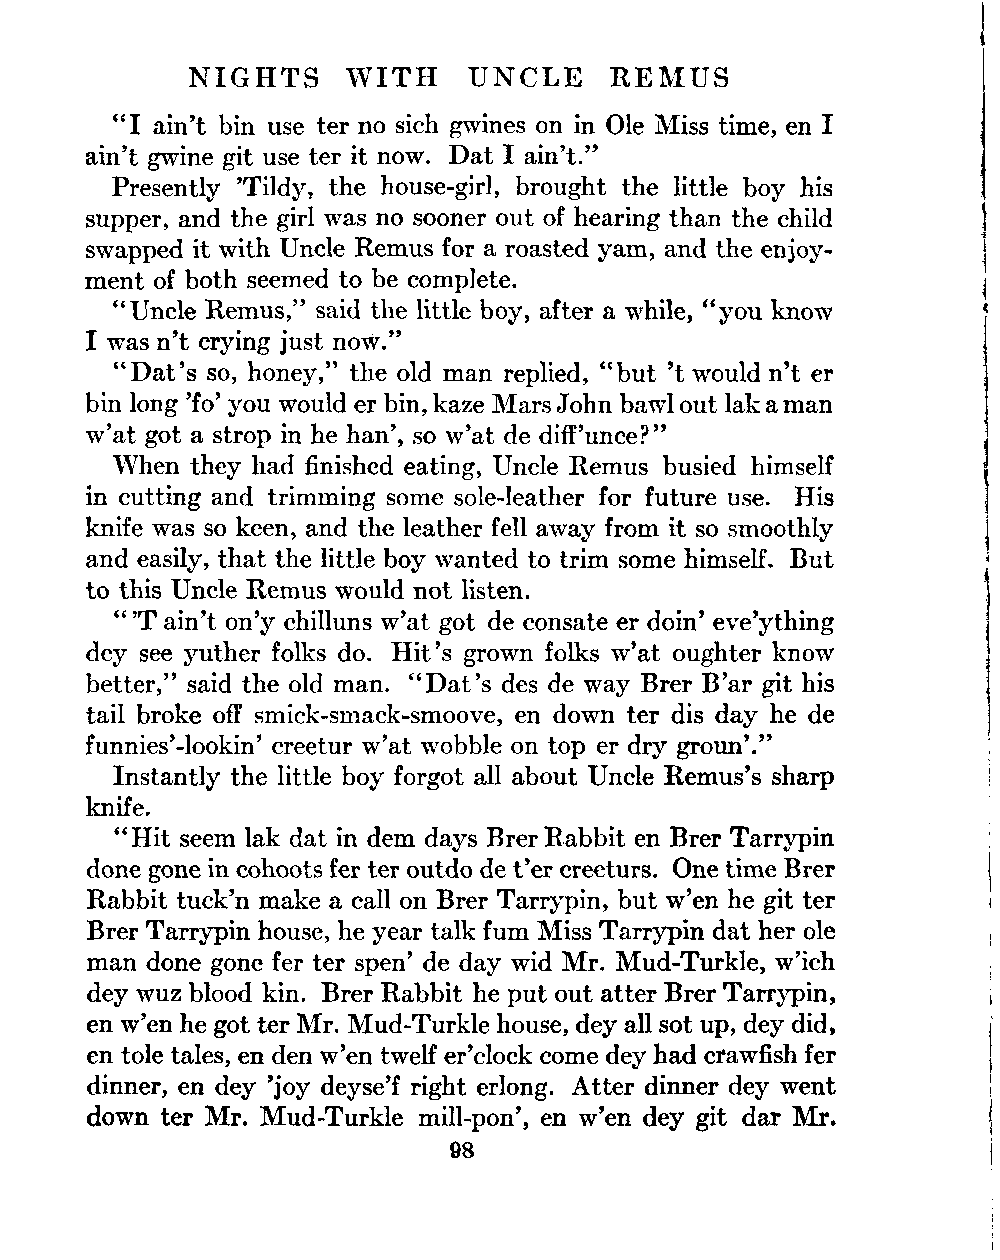 NIGHTS WITH UNCLE REMUS
"I ain't bin use ter no sich gwines on in Ole Miss time, en I
ain't gwine git use ter it now. Dat I ain't."
Presently 'Tildy, the house-girl, brought the little boy his
supper, and the girl was no sooner out of hearing than the child
swapped it with Uncle Remus for a roasted yam, and the enjoy-
ment of both seemed to be complete.
"Uncle Remus," said the little boy, after a while, "you know
I was n't crying just now."
"Dat's so, honey," the old man replied, "but 't would n't er
bin long 'fo' you would er bin, kaze Mars John bawl out lak a man
w'at got a strop in he han', so w'at de diff'unce?"
When they had finished eating, Uncle Remus busied himself
in cutting and trimming some sole-leather for future use. His
knife was so keen, and the leather fell away from it so smoothly
and easily, that the little boy wanted to trim some himself. But
to this Uncle Remus would not listen.
"'T ain't on'y chilluns w'at got de consate er doin' eve'ything
dey see yuther folks do. Hit's grown folks w'at oughter know
better," said the old man. "Dat's des de way Brer B'ar git his
tail broke off smick-smack-smoove, en down ter dis day he de
funnies'-lookin' creetur w'at wobble on top er dry groun'."
Instantly the little boy forgot all about Uncle Remus's sharp
knife.
"Hit seem lak dat in dem days Brer Rabbit en Brer Tarrypin
done gone in cohoots fer ter outdo de t'er creeturs. One time Brer
Rabbit tuck'n make a call on Brer Tarrypin, but w'en he git ter
Brer Tarrypin house, he year talk fum Miss Tarrypin dat her ole
man done gone fer ter spen' de day wid Mr. Mud-Turkle, w'ich
dey wuz blood kin. Brer Rabbit he put out atter Brer Tarrypin,
en w'en he got ter Mr. Mud-Turkle house, dey all sot up, dey did,
en tole tales, en den w'en twelf er'clock come dey had crawfish fer
dinner, en dey 'joy deyse'f right erlong. Atter dinner dey went
down ter Mr. Mud-Turkle mill-pon', en w'en dey git dar Mr.
98